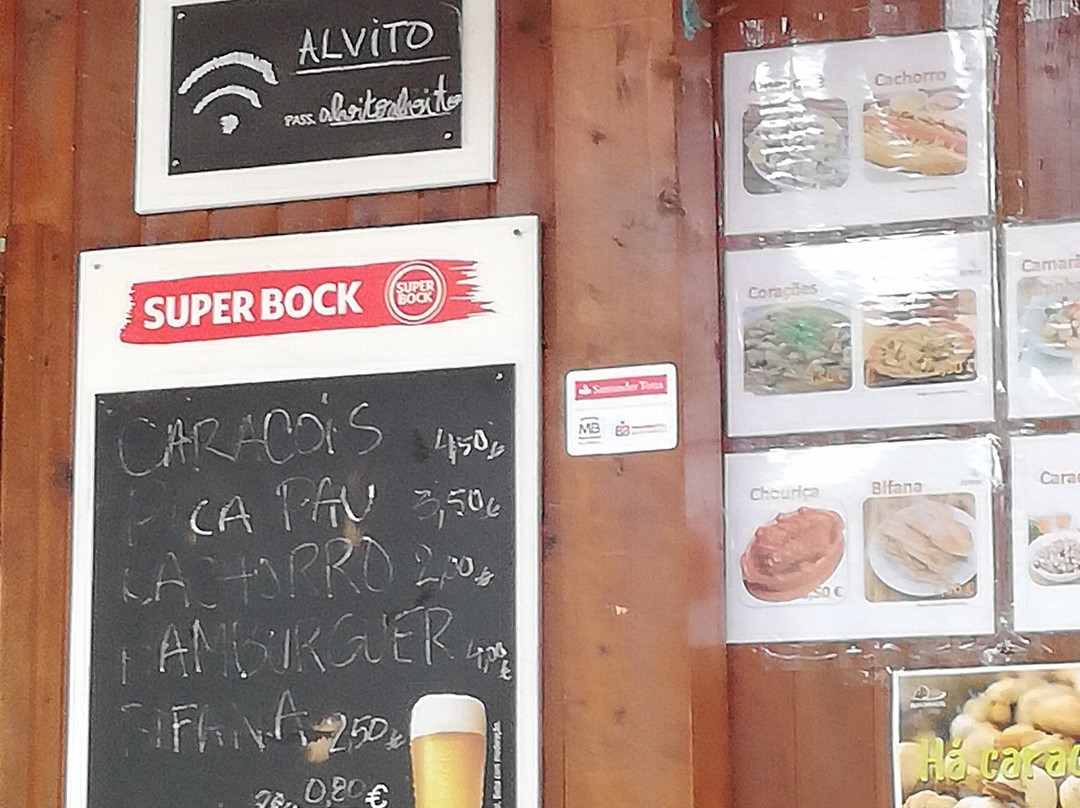 ALVITO
PASS. alvitoalvito
SUPER BOCK
SUPER
BOCK
CARACÓIS 4,50€
PICA PAU 3,50€
CACHORRO 2,00€
HAMBURGUER 4,00€
BIFANA 2,50€
0,80€
Santander Totta
MB
Cachorro
Corações
Chouriça
Bifana
Há carac